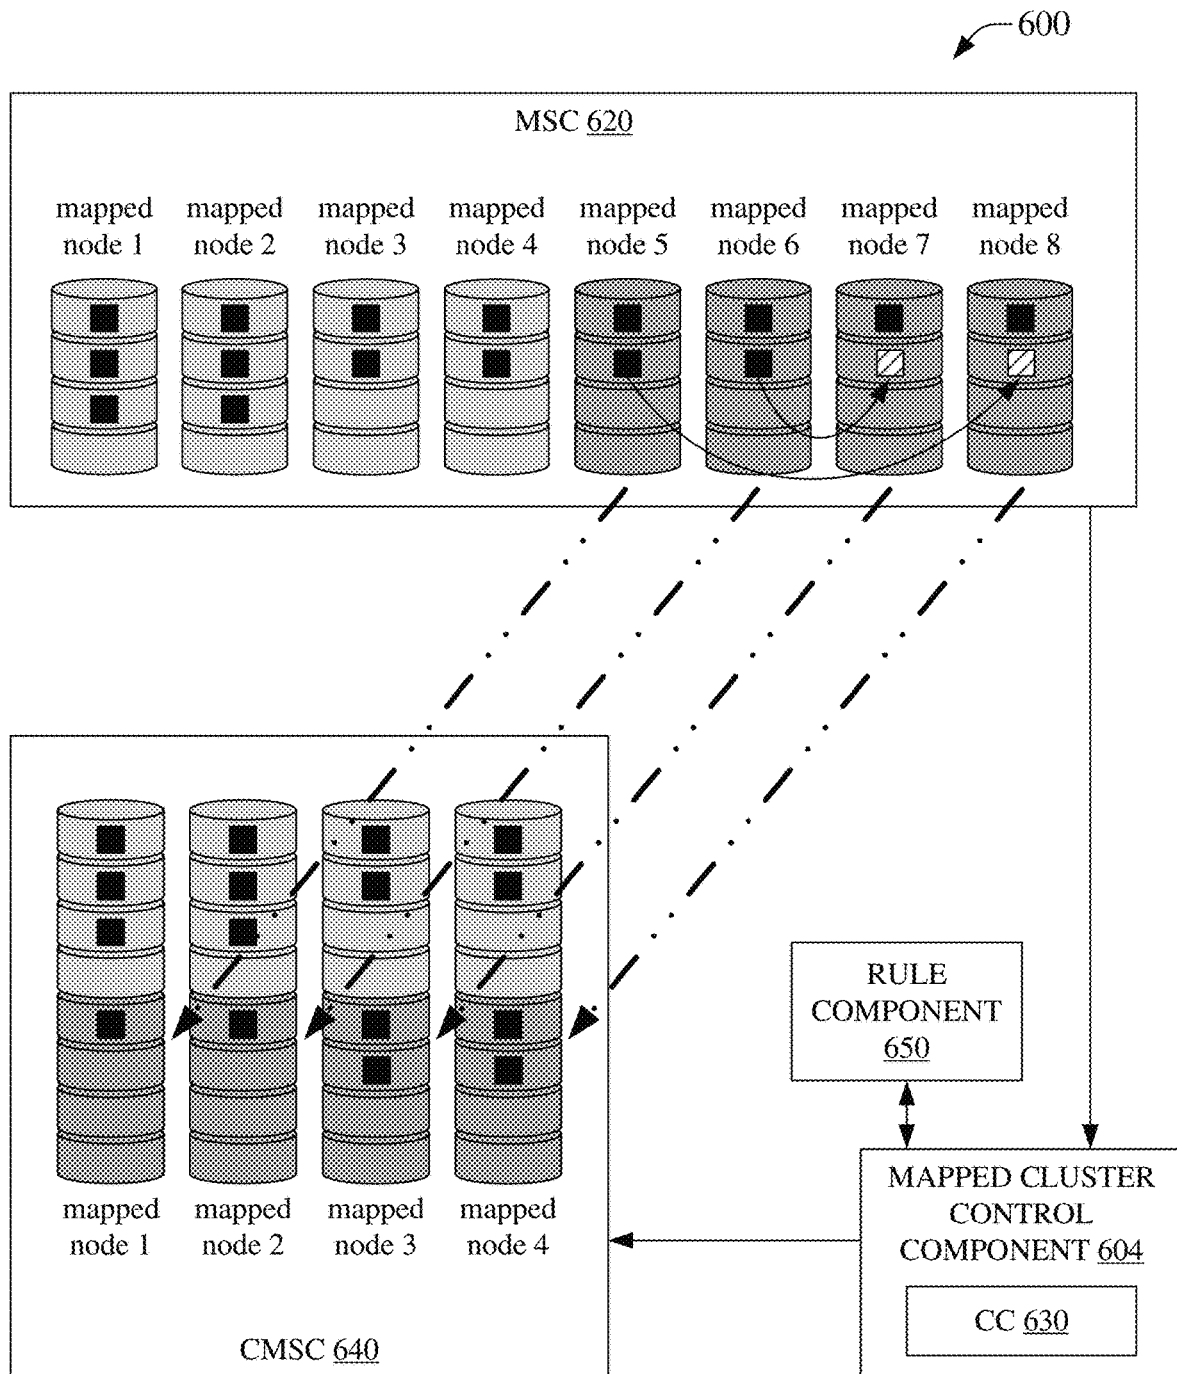 600
MSC 620
mapped node 1
mapped node 2
mapped node 3
mapped node 4
mapped node 5
mapped node 6
mapped node 7
mapped node 8
RULE
COMPONENT
650
MAPPED CLUSTER
CONTROL
COMPONENT 604
CC 630
mapped node 1
mapped node 2
mapped node 3
mapped node 4
CMSC 640